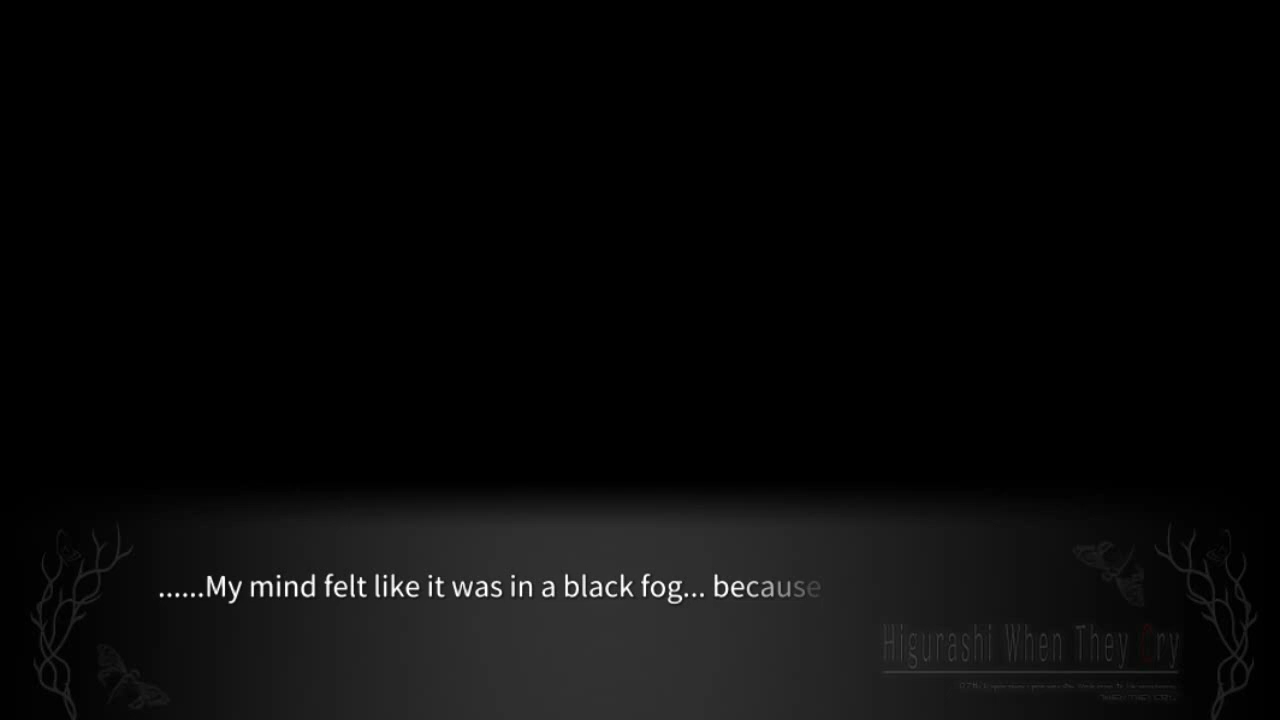 ......My mind felt like it was in a black fog... because
Higurashi When They Cry